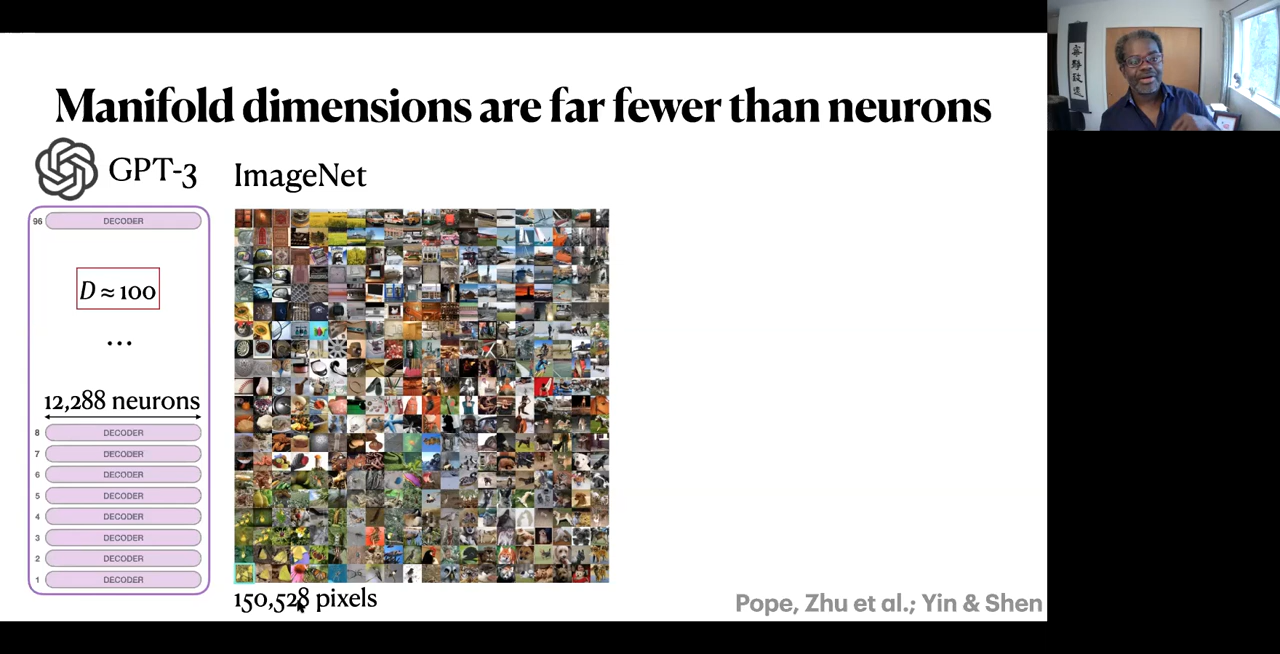 Manifold dimensions are far fewer than neurons
GPT-3
ImageNet
96 DECODER
D ≈ 100
...
12,288 neurons
8 DECODER
7 DECODER
6 DECODER
5 DECODER
4 DECODER
3 DECODER
2 DECODER
1 DECODER
150,528 pixels
Pope, Zhu et al.; Yin & Shen